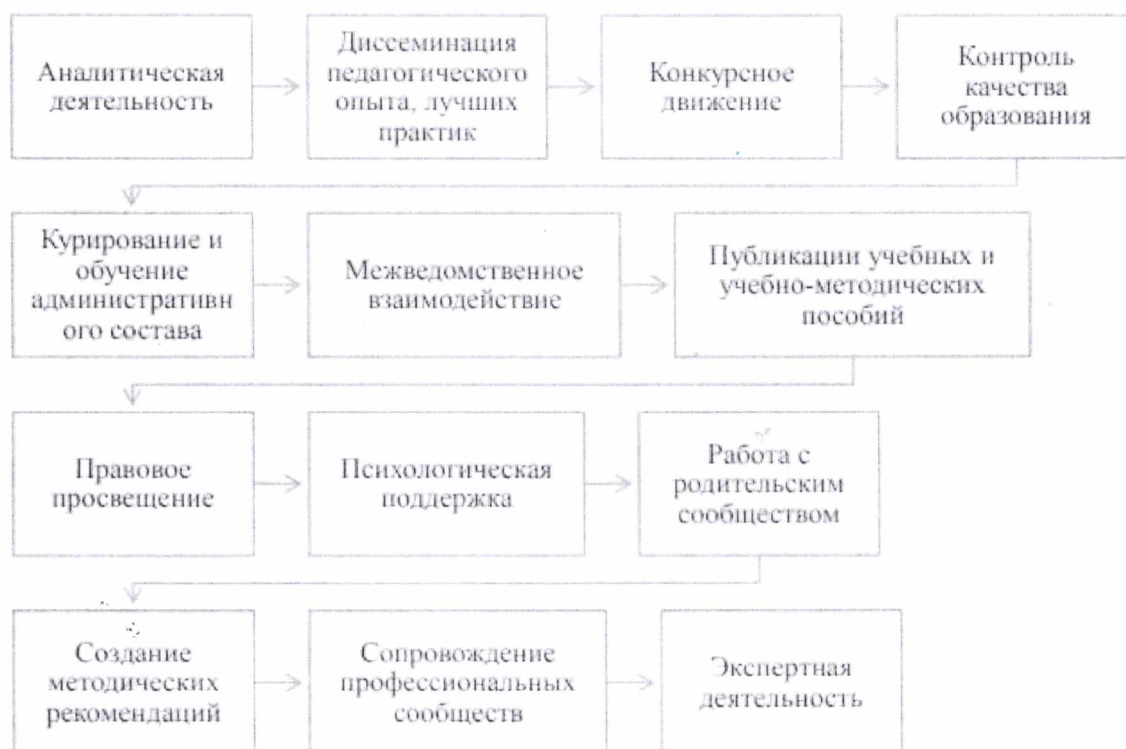 Аналитическая
деятельность
Диссеминация
педагогического
опыта, лучших
практик
Конкурсное
движение
Контроль
качества
образования
Курирование и
обучение
административн
ого состава
Межведомственное
взаимодействие
Публикации учебных и
учебно-методических
пособий
Правовое
просвещение
Психологическая
поддержка
Работа с
родительским
сообществом
Создание
методических
рекомендаций
Сопровождение
профессиональных
сообществ
Экспертная
деятельность